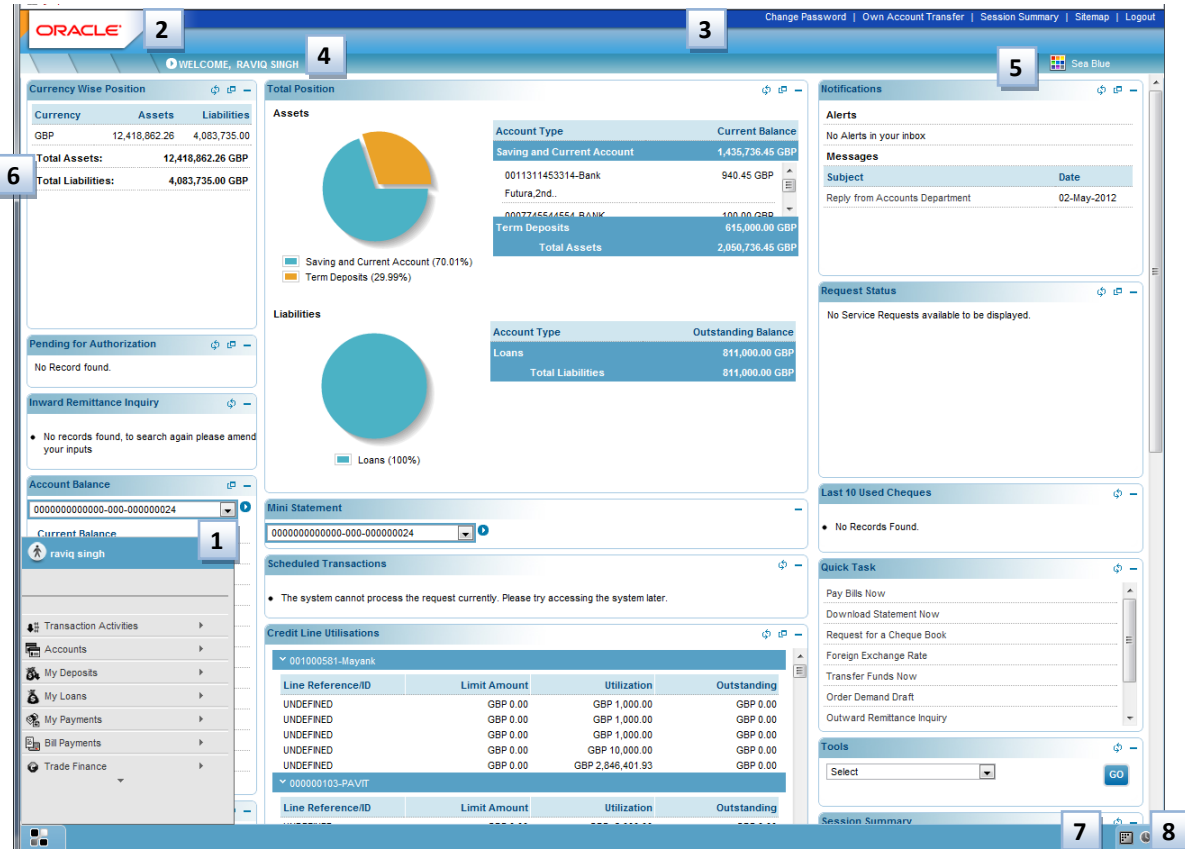 Change Password | Own Account Transfer | Session Summary | Sitemap | Logout
ORACLE
2
3
WELCOME, RAVIQ SINGH
4
5
Sea Blue
Currency Wise Position
Currency Assets Liabilities
GBP 12,418,862.26 4,083,735.00
Total Assets: 12,418,862.26 GBP
6
Total Liabilities: 4,083,735.00 GBP
Pending for Authorization
No Record found.
Inward Remittance Inquiry
No records found, to search again please amend
your inputs
Account Balance
0000000000000-000-000000024
Current Balance
1
raviq singh
Transaction Activities
Accounts
My Deposits
My Loans
My Payments
Bill Payments
Trade Finance
Total Position
Assets
Account Type Current Balance
Saving and Current Account 1,435,736.45 GBP
0011311453314-Bank 940.45 GBP
Futura,2nd..
0007745544554-BANK 100.00 GBP
Term Deposits 615,000.00 GBP
Total Assets 2,050,736.45 GBP
Saving and Current Account (70.01%)
Term Deposits (29.99%)
Liabilities
Account Type Outstanding Balance
Loans 811,000.00 GBP
Total Liabilities 811,000.00 GBP
Loans (100%)
Mini Statement
0000000000000-000-000000024
Scheduled Transactions
The system cannot process the request currently. Please try accessing the system later.
Credit Line Utilisations
001000581-Mayank
Line Reference/ID Limit Amount Utilization Outstanding
UNDEFINED GBP 0.00 GBP 1,000.00 GBP 0.00
UNDEFINED GBP 0.00 GBP 1,000.00 GBP 0.00
UNDEFINED GBP 0.00 GBP 1,000.00 GBP 0.00
UNDEFINED GBP 0.00 GBP 10,000.00 GBP 0.00
UNDEFINED GBP 0.00 GBP 2,846,401.93 GBP 0.00
000000103-PAVIT
Line Reference/ID Limit Amount Utilization Outstanding
Notifications
Alerts
No Alerts in your inbox
Messages
Subject Date
Reply from Accounts Department 02-May-2012
Request Status
No Service Requests available to be displayed.
Last 10 Used Cheques
No Records Found.
Quick Task
Pay Bills Now
Download Statement Now
Request for a Cheque Book
Foreign Exchange Rate
Transfer Funds Now
Order Demand Draft
Outward Remittance Inquiry
Tools
Select
GO
Session Summary
7
8